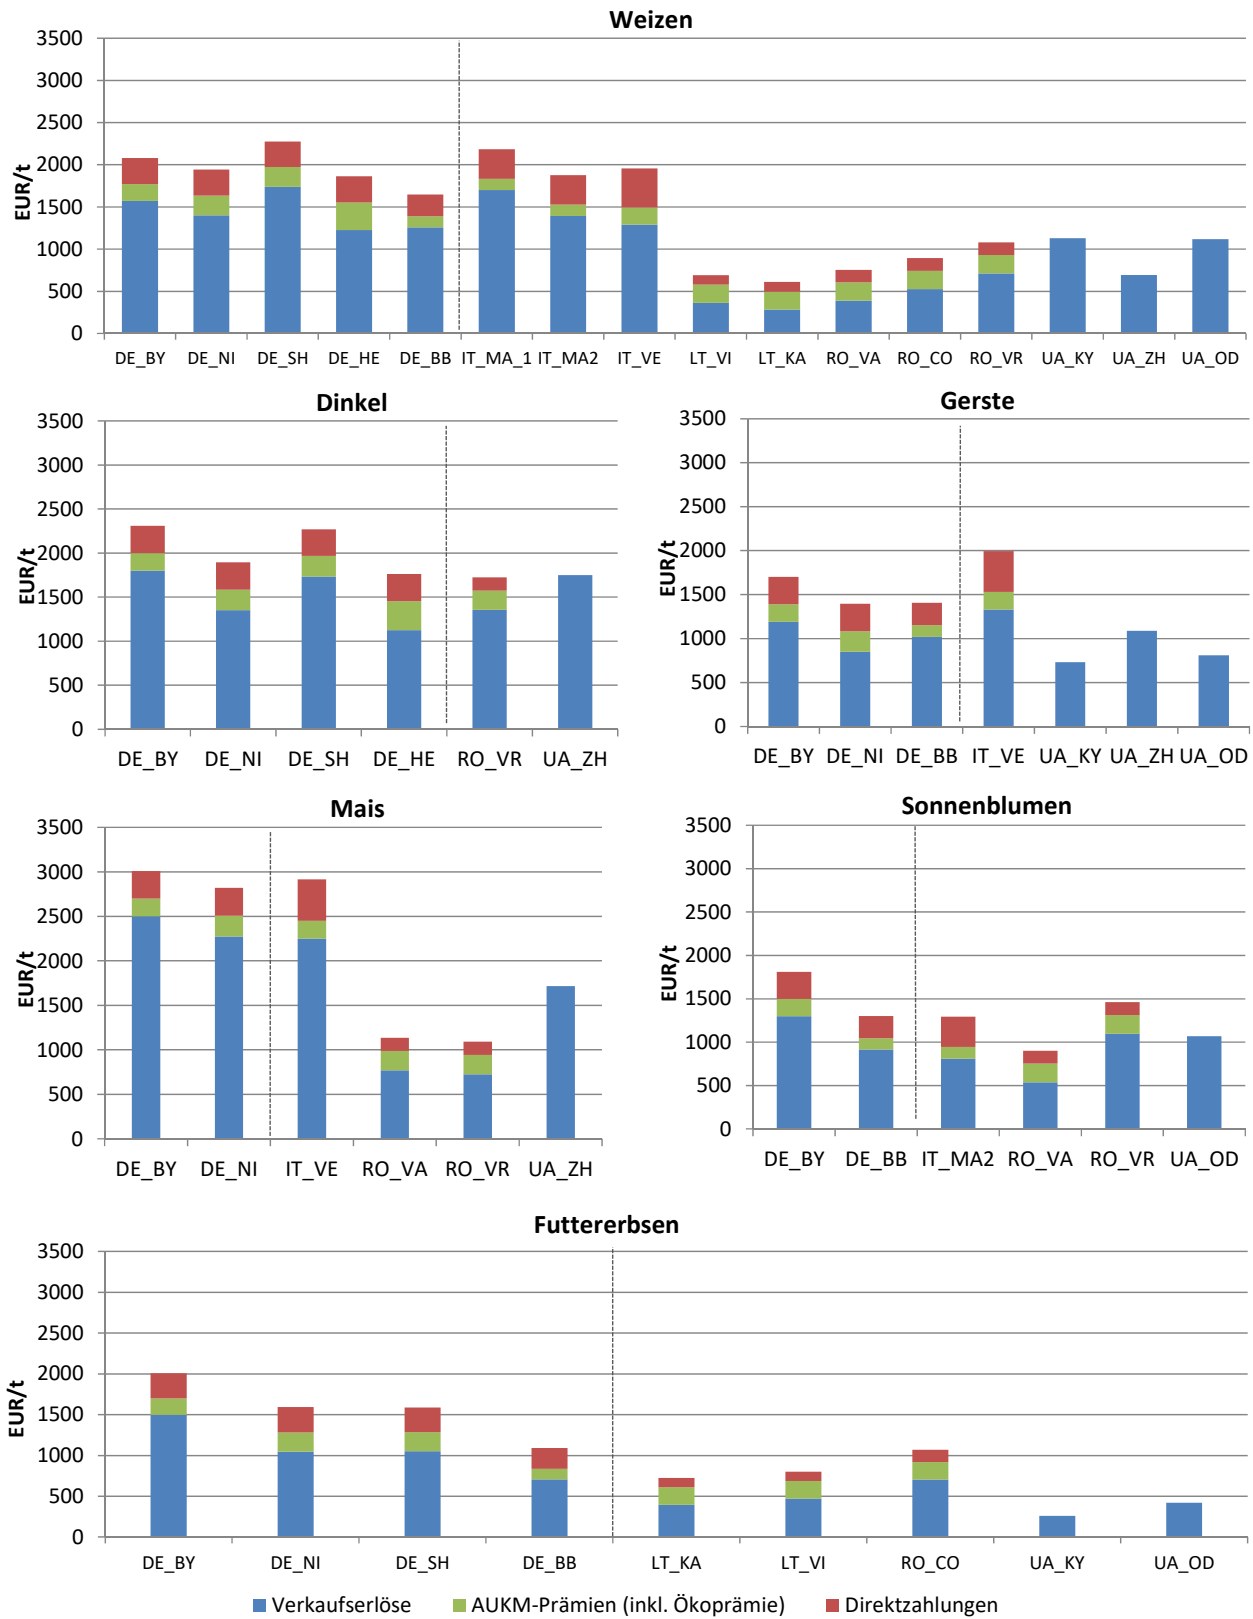 Weizen
3500
3000
2500
2000
1500
1000
500
0
EUR/t
DE_BY DE_NI DE_SH DE_HE DE_BB IT_MA_1 IT_MA2 IT_VE LT_VI LT_KA RO_VA RO_CO RO_VR UA_KY UA_ZH UA_OD
Dinkel
3500
3000
2500
2000
1500
1000
500
0
EUR/t
DE_BY DE_NI DE_SH DE_HE RO_VR UA_ZH
Gerste
3500
3000
2500
2000
1500
1000
500
0
EUR/t
DE_BY DE_NI DE_BB IT_VE UA_KY UA_ZH UA_OD
Mais
3500
3000
2500
2000
1500
1000
500
0
EUR/t
DE_BY DE_NI IT_VE RO_VA RO_VR UA_ZH
Sonnenblumen
3500
3000
2500
2000
1500
1000
500
0
EUR/t
DE_BY DE_BB IT_MA2 RO_VA RO_VR UA_OD
Futtererbsen
3500
3000
2500
2000
1500
1000
500
0
EUR/t
DE_BY DE_NI DE_SH DE_BB LT_KA LT_VI RO_CO UA_KY UA_OD
Verkaufserlöse AUKM-Prämien (inkl. Ökoprämie) Direktzahlungen